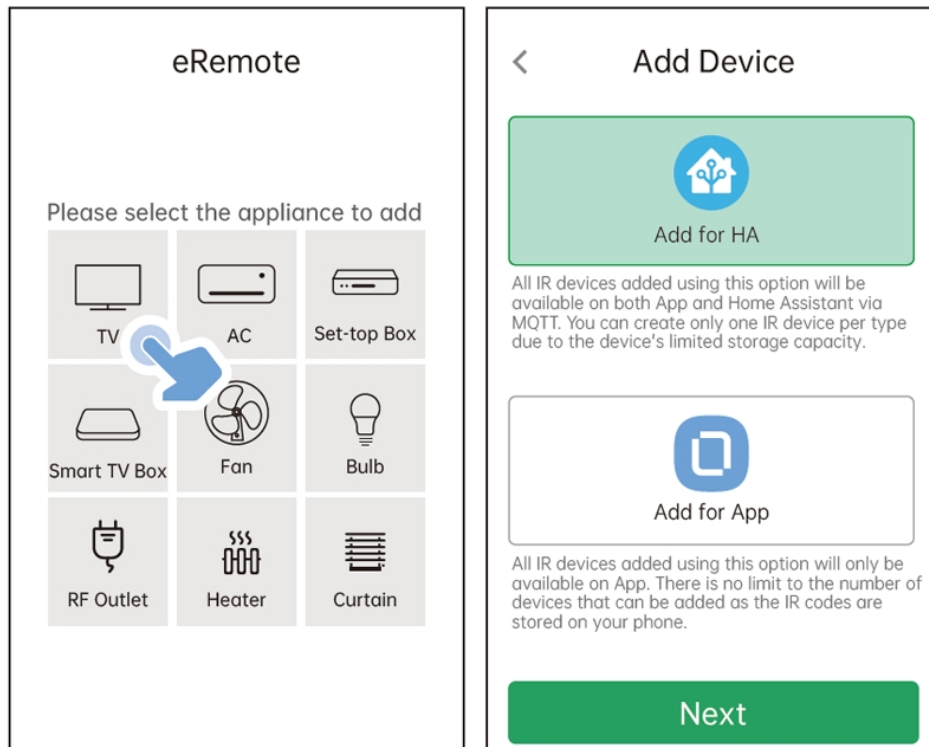 eRemote
Please select the appliance to add
TV
AC
Set-top Box
Smart TV Box
Fan
Bulb
RF Outlet
Heater
Curtain
Add Device
Add for HA
All IR devices added using this option will be
available on both App and Home Assistant via
MQTT. You can create only one IR device per type
due to the device's limited storage capacity.
Add for App
All IR devices added using this option will only be
available on App. There is no limit to the number of
devices that can be added as the IR codes are
stored on your phone.
Next